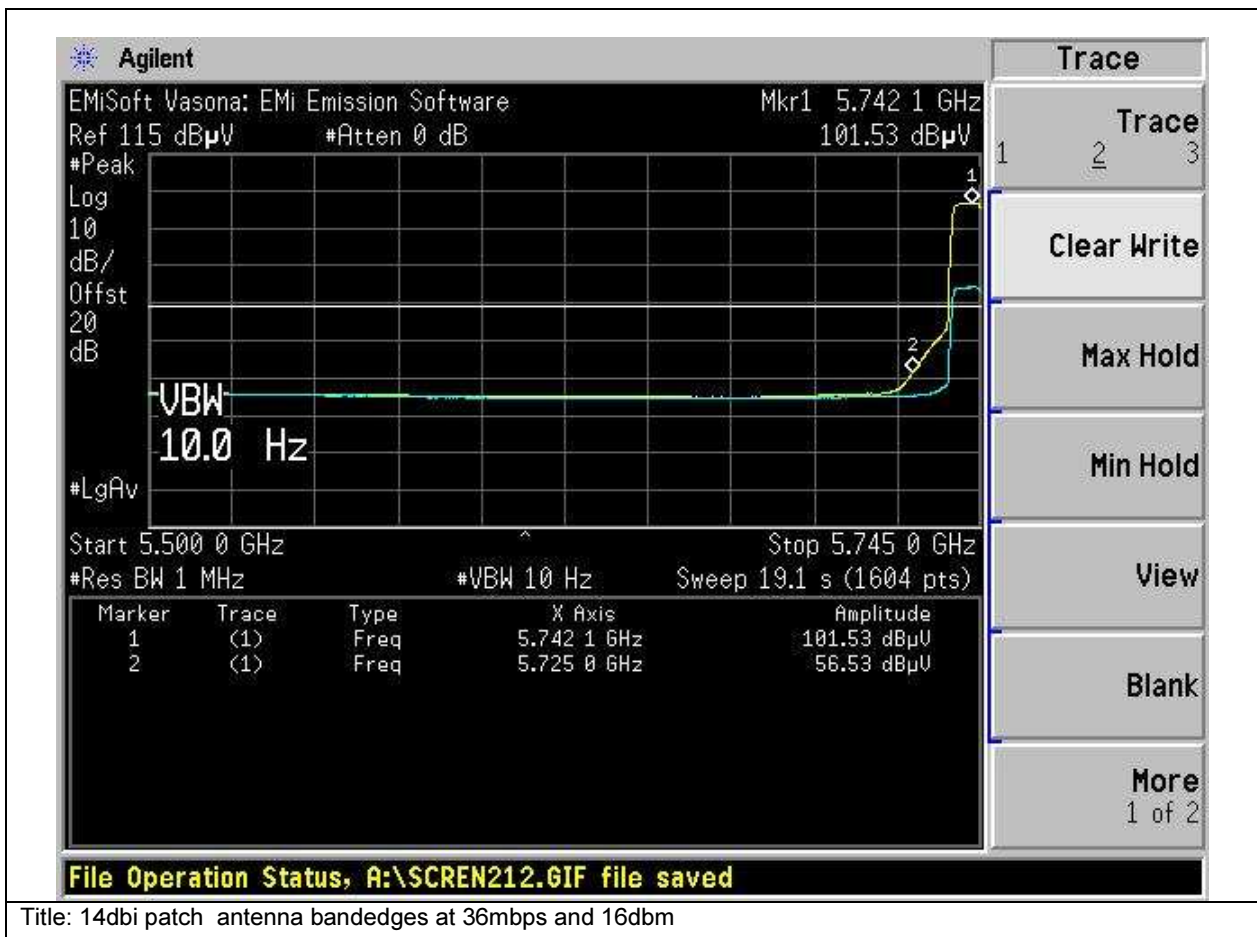 Agilent
Trace
EMiSoft Vasona: EMi Emission Software
Mkr1 5.742 1 GHz
Ref 115 dBµV #Atten 0 dB 101.53 dBµV
#Peak
Log
10
dB/
Offst
20
dB
1
2
VBW
10.0 Hz
#LgAv
Start 5.500 0 GHz ^ Stop 5.745 0 GHz
#Res BW 1 MHz #VBW 10 Hz Sweep 19.1 s (1604 pts)
Marker Trace Type X Axis Amplitude
1 (1) Freq 5.742 1 GHz 101.53 dBµV
2 (1) Freq 5.725 0 GHz 56.53 dBµV
Trace
1 2 3
Clear Write
Max Hold
Min Hold
View
Blank
More
1 of 2
File Operation Status, A:\SCREN212.GIF file saved
Title: 14dbi patch antenna bandedges at 36mbps and 16dbm